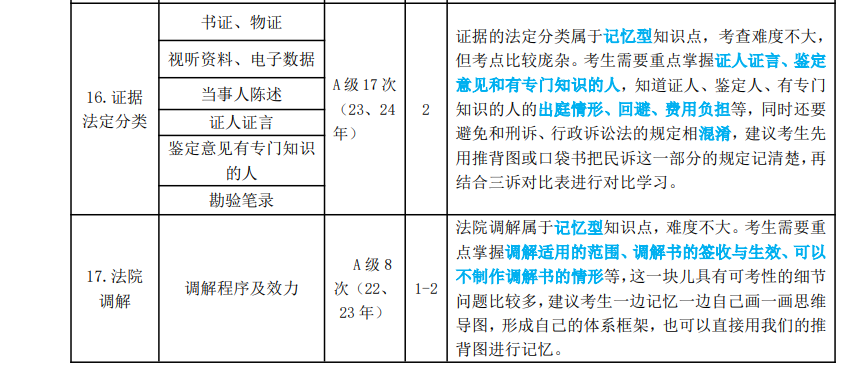 16.证据
法定分类
书证、物证
视听资料、电子数据
当事人陈述
证人证言
鉴定意见有专门知识
的人
勘验笔录
A 级 17 次
（23、24
年）
2
证据的法定分类属于记忆型知识点，考查难度不大，
但考点比较庞杂。考生需要重点掌握证人证言、鉴定
意见和有专门知识的人，知道证人、鉴定人、有专门
知识的人的出庭情形、回避、费用负担等，同时还要
避免和刑诉、行政诉讼法的规定相混淆，建议考生先
用推背图或口袋书把民诉这一部分的规定记清楚，再
结合三诉对比表进行对比学习。
17.法院
调解
调解程序及效力
A 级 8
次（22、
23 年）
1-2
法院调解属于记忆型知识点，难度不大。考生需要重
点掌握调解适用的范围、调解书的签收与生效、可以
不制作调解书的情形等，这一块儿具有可考性的细节
问题比较多，建议考生一边记忆一边自己画一画思维
导图，形成自己的体系框架，也可以直接用我们的推
背图进行记忆。